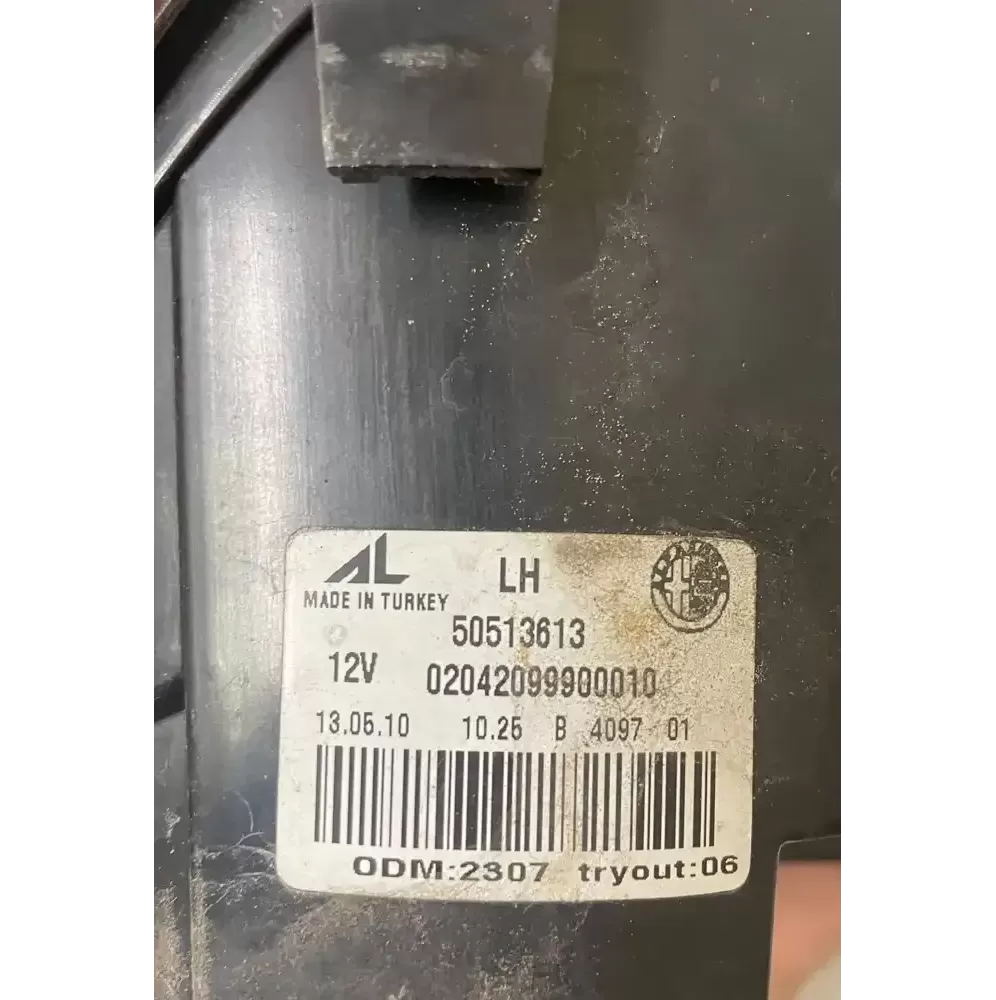 AL LH
MADE IN TURKEY
50513613
12V 02042099900010
13.05.10 10.25 B 4097 01
ODM:2307 tryout:06